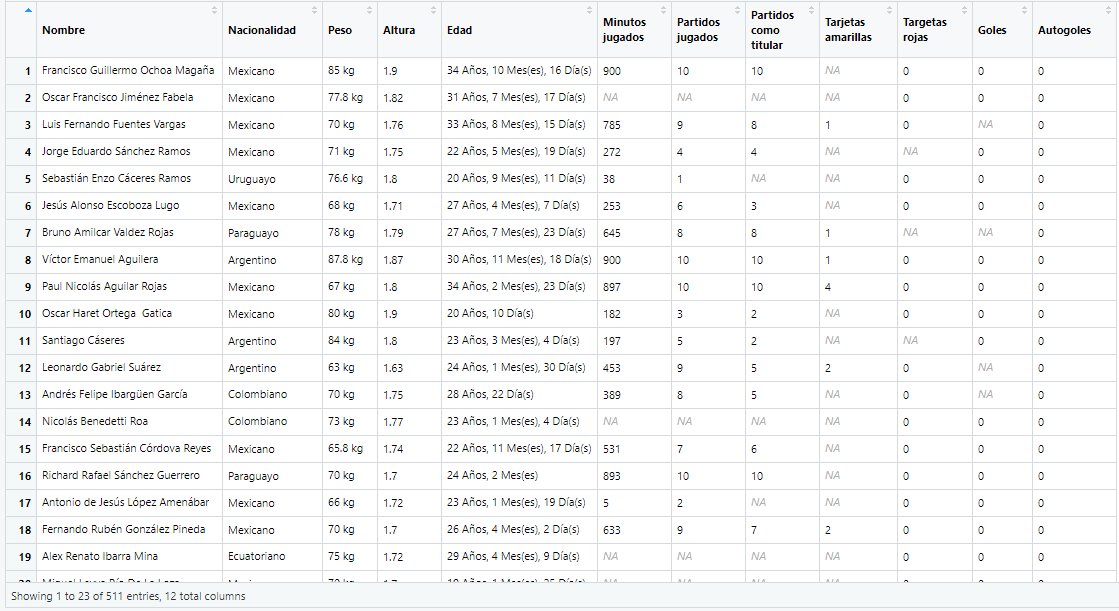 Nombre Nacionalidad Peso Altura Edad Minutos jugados Partidos jugados Partidos como titular Tarjetas amarillas Targetas rojas Goles Autogoles
1 Francisco Guillermo Ochoa Magaña Mexicano 85 kg 1.9 34 Años, 10 Mes(es), 16 Día(s) 900 10 10 NA 0 0 0
2 Oscar Francisco Jiménez Fabela Mexicano 77.8 kg 1.82 31 Años, 7 Mes(es), 17 Día(s) NA NA NA NA 0 0 0
3 Luis Fernando Fuentes Vargas Mexicano 70 kg 1.76 33 Años, 8 Mes(es), 15 Día(s) 785 9 8 1 0 NA 0
4 Jorge Eduardo Sánchez Ramos Mexicano 71 kg 1.75 22 Años, 5 Mes(es), 19 Día(s) 272 4 4 NA NA 0 0
5 Sebastián Enzo Cáceres Ramos Uruguayo 76.6 kg 1.8 20 Años, 9 Mes(es), 11 Día(s) 38 1 NA NA 0 0 0
6 Jesús Alonso Escoboza Lugo Mexicano 68 kg 1.71 27 Años, 4 Mes(es), 7 Día(s) 253 6 3 NA 0 0 0
7 Bruno Amílcar Valdez Rojas Paraguayo 78 kg 1.79 27 Años, 7 Mes(es), 23 Día(s) 645 8 8 1 NA NA 0
8 Víctor Emanuel Aguilera Argentino 87.8 kg 1.87 30 Años, 11 Mes(es), 18 Día(s) 900 10 10 1 0 0 0
9 Paul Nicolás Aguilar Rojas Mexicano 67 kg 1.8 34 Años, 2 Mes(es), 23 Día(s) 897 10 10 4 0 0 0
10 Oscar Haret Ortega Gatica Mexicano 80 kg 1.9 20 Años, 10 Día(s) 182 3 2 NA 0 0 0
11 Santiago Cáseres Argentino 84 kg 1.8 23 Años, 3 Mes(es), 4 Día(s) 197 5 2 NA NA 0 0
12 Leonardo Gabriel Suárez Argentino 63 kg 1.63 24 Años, 1 Mes(es), 30 Día(s) 453 9 5 2 0 NA 0
13 Andrés Felipe Ibargüen García Colombiano 70 kg 1.75 28 Años, 22 Día(s) 389 8 5 NA 0 NA 0
14 Nicolás Benedetti Roa Colombiano 73 kg 1.77 23 Años, 1 Mes(es), 4 Día(s) NA NA NA NA 0 0 0
15 Francisco Sebastián Córdova Reyes Mexicano 65.8 kg 1.74 22 Años, 11 Mes(es), 17 Día(s) 531 7 6 NA 0 0 0
16 Richard Rafael Sánchez Guerrero Paraguayo 70 kg 1.7 24 Años, 2 Mes(es) 893 10 10 NA 0 0 0
17 Antonio de Jesús López Amenábar Mexicano 66 kg 1.72 23 Años, 1 Mes(es), 19 Día(s) 5 2 NA NA 0 0 0
18 Fernando Rubén González Pineda Mexicano 70 kg 1.7 26 Años, 4 Mes(es), 2 Día(s) 633 9 7 2 0 0 0
19 Alex Renato Ibarra Mina Ecuatoriano 75 kg 1.72 29 Años, 4 Mes(es), 9 Día(s) NA NA NA NA 0 0 0
Showing 1 to 23 of 511 entries, 12 total columns